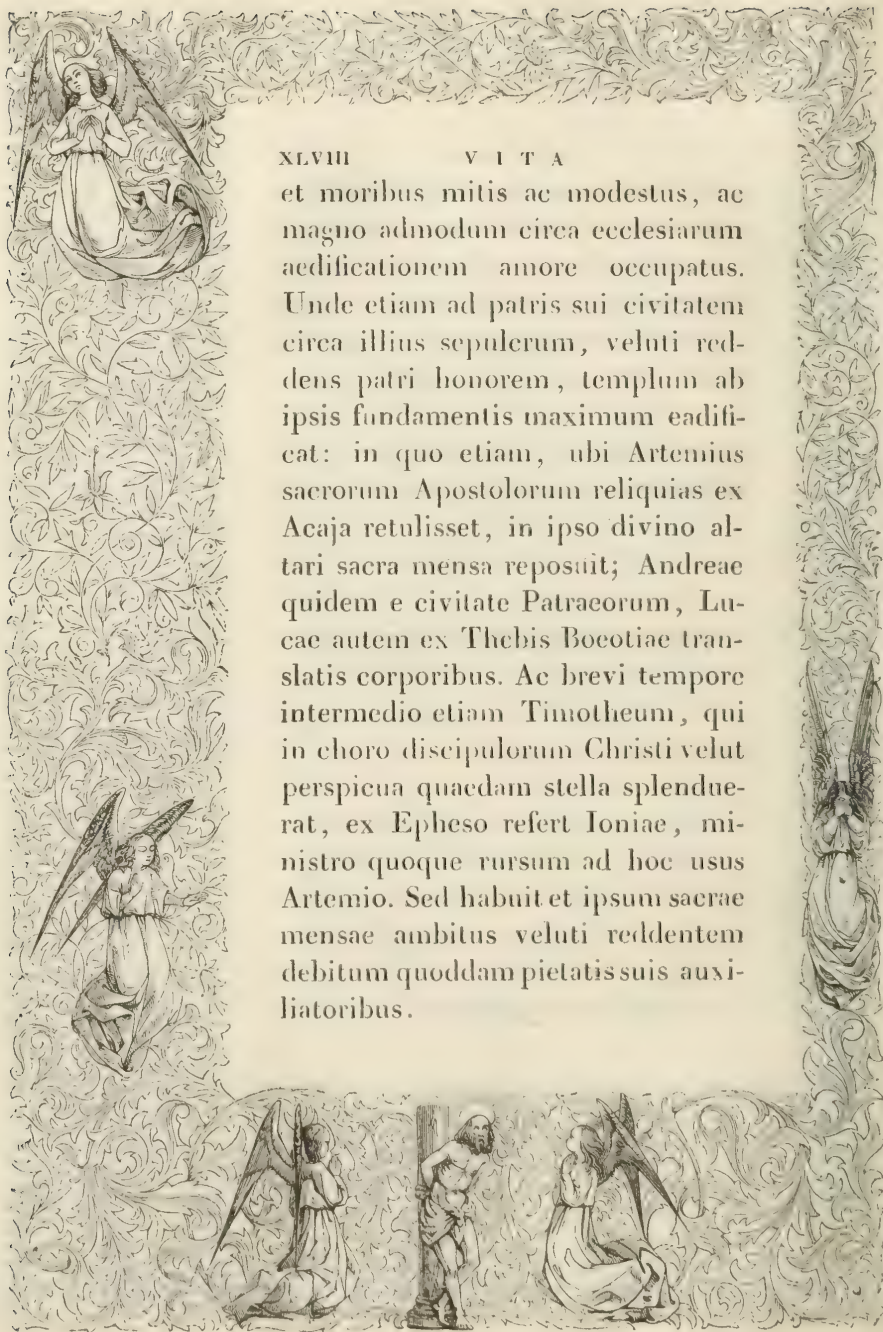 XLVIII VITA
et moribus mitis ac modestus, ac
magno admodum circa ecclesiarum
aedificationem amore occupatus.
Unde etiam ad patris sui civitatem
circa illius sepulcrum, veluti red-
dens patri honorem, templum ab
ipsis fundamentis maximum eadifi-
cat: in quo etiam, ubi Artemius
sacrorum Apostolorum reliquias ex
Acaja retulisset, in ipso divino al-
tari sacra mensa reposuit; Andreae
quidem e civitate Patraeorum, Lu-
cae autem ex Thebis Boeotiae tran-
slatis corporibus. Ac brevi tempore
intermedio etiam Timotheum, qui
in choro discipulorum Christi velut
perspicua quaedam stella splendue-
rat, ex Epheso refert Ioniae, mi-
nistro quoque rursum ad hoc usus
Artemio. Sed habuit et ipsum sacrae
mensae ambitus veluti reddentem
debitum quoddam pietatis suis auxi-
liatoribus.